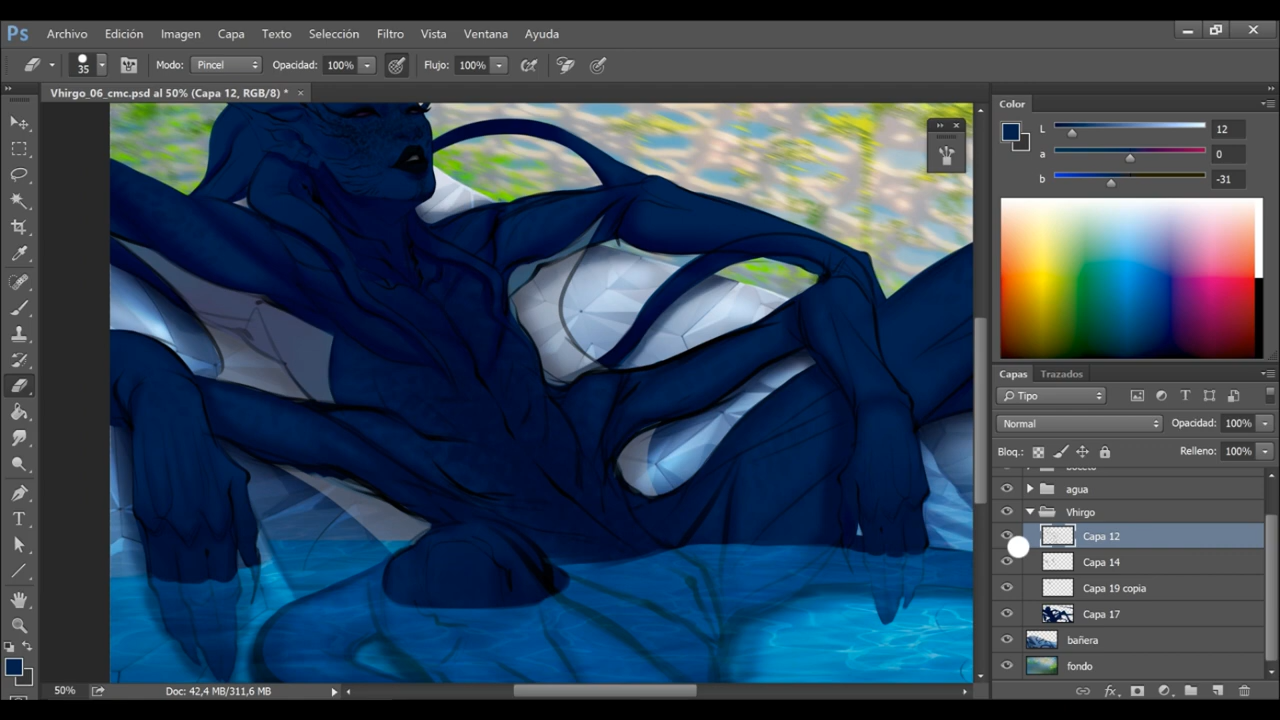 Ps Archivo Edición Imagen Capa Texto Selección Filtro Vista Ventana Ayuda
35 Modo: Pincel Opacidad: 100% Flujo: 100%
Vhirgo_06_cmc.psd al 50% (Capa 12, RGB/8) *
Color
L 12
a 0
b -31
Capas Trazados
Tipo
Normal Opacidad: 100%
Bloq.: Relleno: 100%
boceto
agua
Vhirgo
Capa 12
Capa 14
Capa 19 copia
Capa 17
bañera
fondo
50% Doc: 42,4 MB/311,6 MB